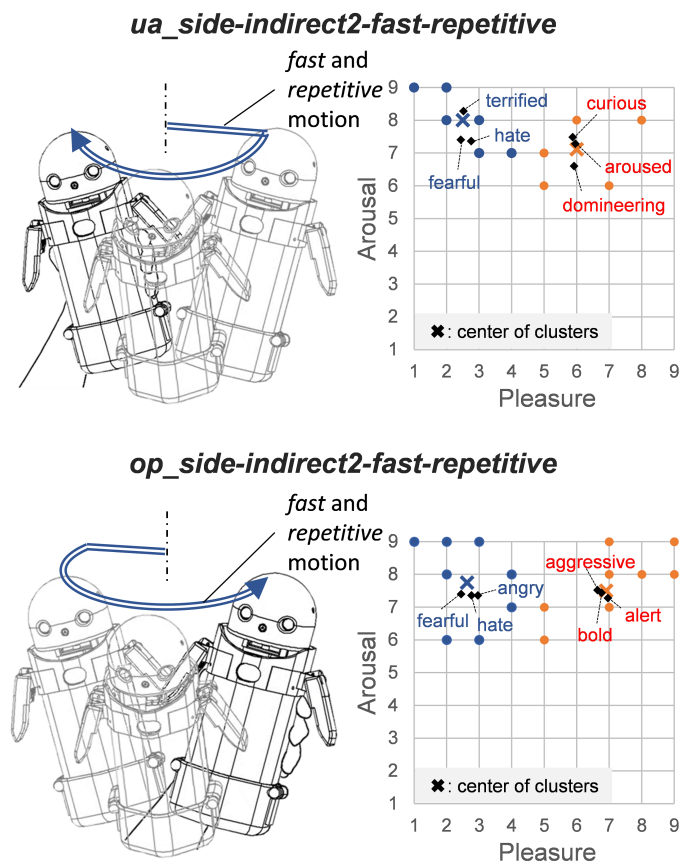 ua_side-indirect2-fast-repetitive
fast and
repetitive
motion
Arousal
9
8
7
6
5
4
3
2
1
terrified
hate
fearful
curious
aroused
domineering
✖: center of clusters
1 2 3 4 5 6 7 8 9
Pleasure
op_side-indirect2-fast-repetitive
fast and
repetitive
motion
Arousal
9
8
7
6
5
4
3
2
1
aggressive
angry
fearful
hate
alert
bold
✖: center of clusters
1 2 3 4 5 6 7 8 9
Pleasure